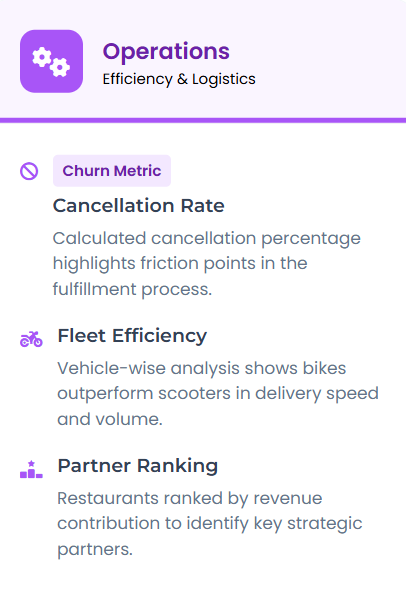 Operations
Efficiency & Logistics
Churn Metric
Cancellation Rate
Calculated cancellation percentage
highlights friction points in the
fulfillment process.
Fleet Efficiency
Vehicle-wise analysis shows bikes
outperform scooters in delivery speed
and volume.
Partner Ranking
Restaurants ranked by revenue
contribution to identify key strategic
partners.